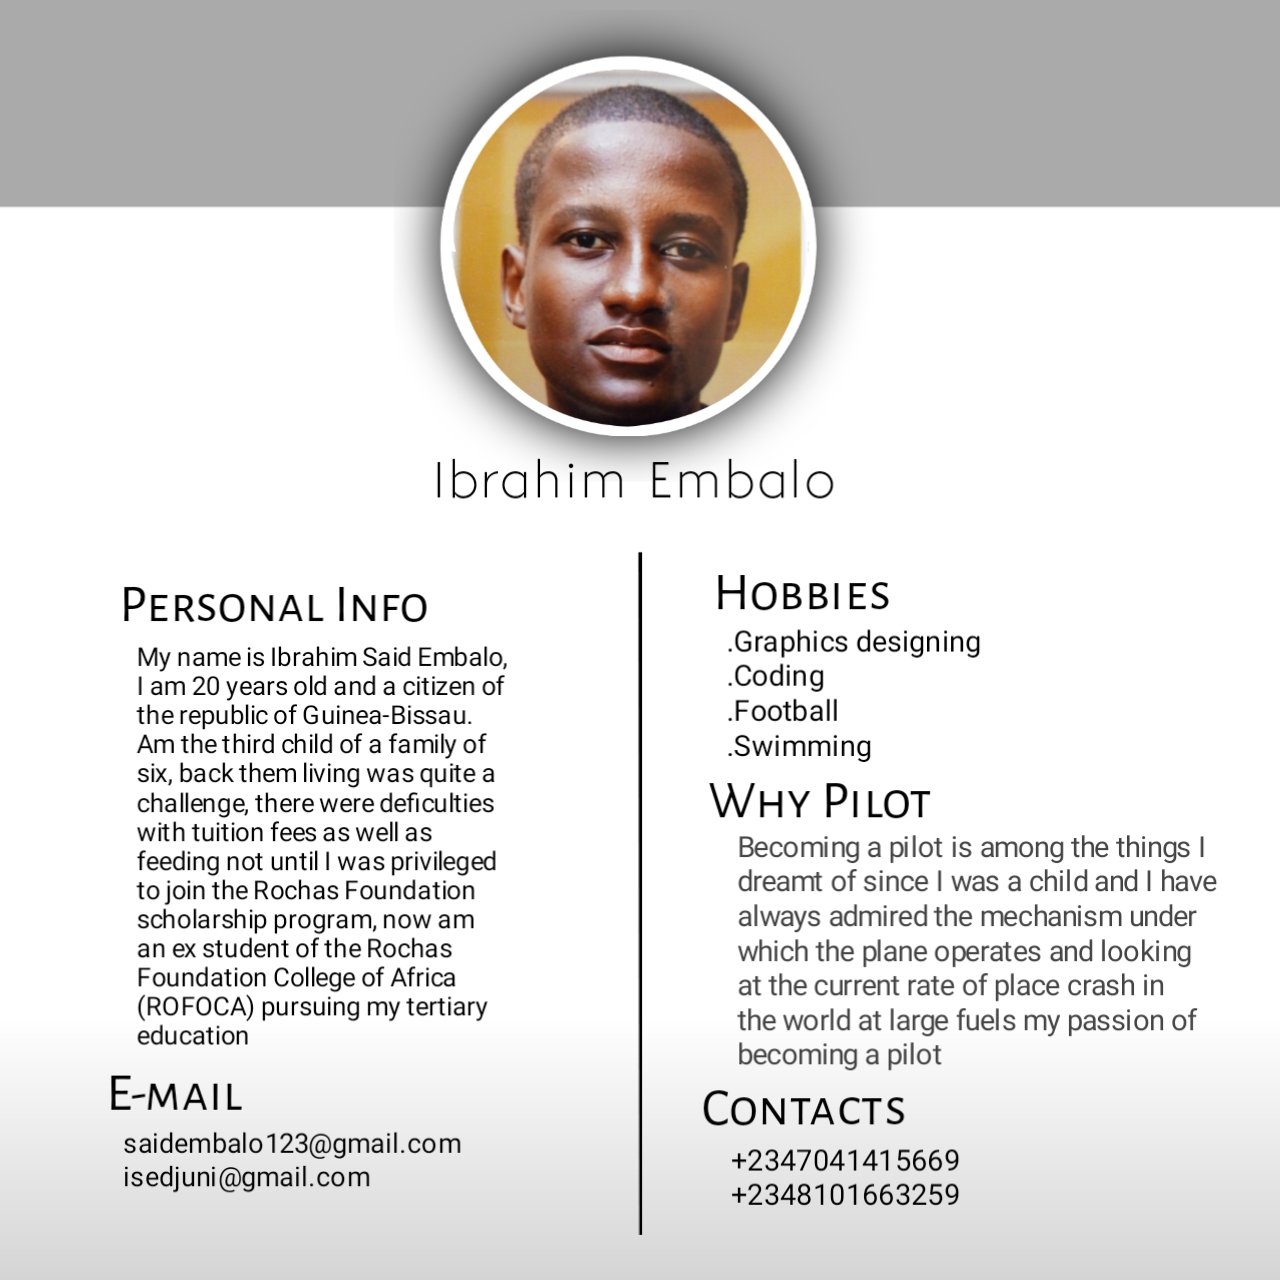 Ibrahim Embalo
Personal Info
My name is Ibrahim Said Embalo,
I am 20 years old and a citizen of
the republic of Guinea-Bissau.
Am the third child of a family of
six, back them living was quite a
challenge, there were deficulties
with tuition fees as well as
feeding not until I was privileged
to join the Rochas Foundation
scholarship program, now am
an ex student of the Rochas
Foundation College of Africa
(ROFOCA) pursuing my tertiary
education
E-mail
saidembalo123@gmail.com
isedjuni@gmail.com
Hobbies
.Graphics designing
.Coding
.Football
.Swimming
Why Pilot
Becoming a pilot is among the things I
dreamt of since I was a child and I have
always admired the mechanism under
which the plane operates and looking
at the current rate of place crash in
the world at large fuels my passion of
becoming a pilot
Contacts
+2347041415669
+2348101663259